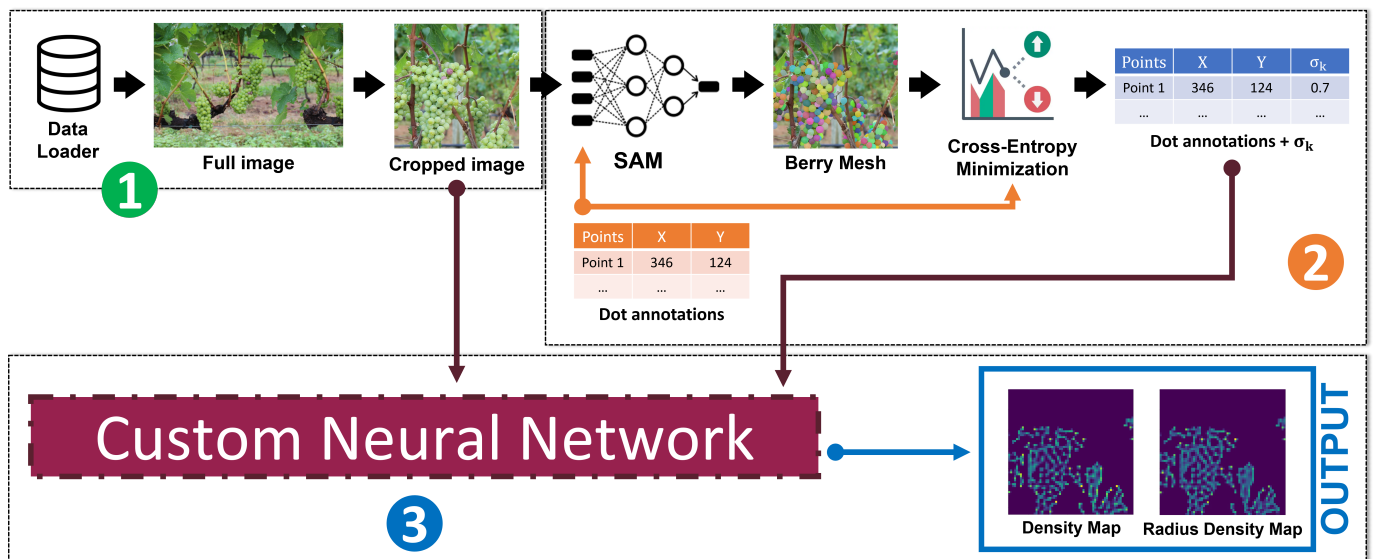 Data
Loader
1
Full image
Cropped image
SAM
Berry Mesh
Cross-Entropy
Minimization
Points X Y σk
Point 1 346 124 0.7
... ... ... ...
Dot annotations + σk
Points X Y
Point 1 346 124
... ... ...
Dot annotations
2
Custom Neural Network
3
Density Map
Radius Density Map
OUTPUT